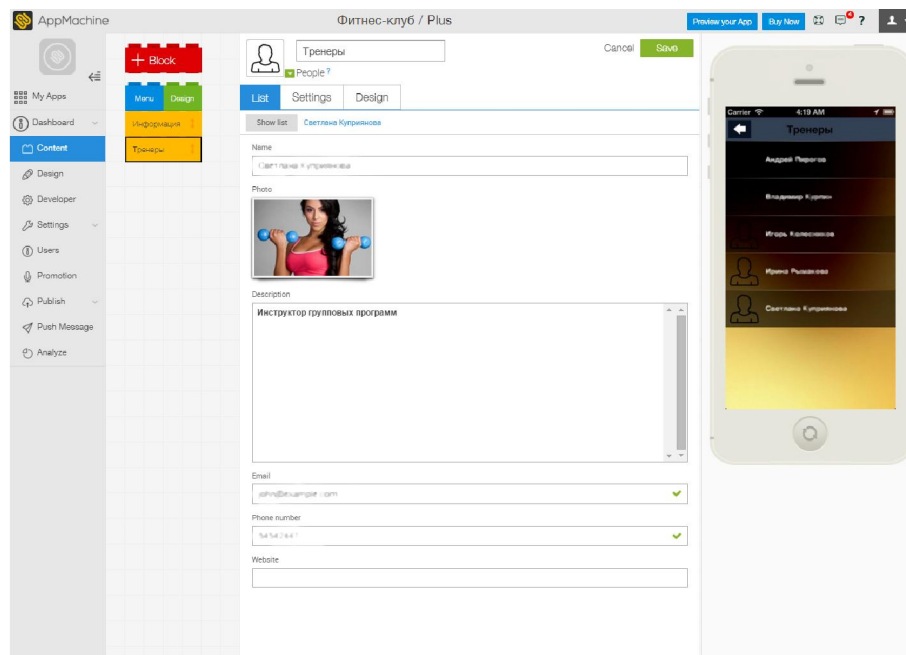 AppMachine
Фитнес-клуб / Plus
Preview your App
Buy Now
?
+ Block
Menu
Design
Информация
Тренеры
My Apps
Dashboard
Content
Design
Developer
Settings
Users
Promotion
Publish
Push Message
Analyze
Тренеры
People ?
Cancel
Save
List
Settings
Design
Show list
Светлана Куприянова
Name
Светлана Куприянова
Photo
Description
Инструктор групповых программ
Email
Phone number
Website
Carrier
4:19 AM
Тренеры
Андрей Пирогов
Игорь Колесников
Светлана Куприянова